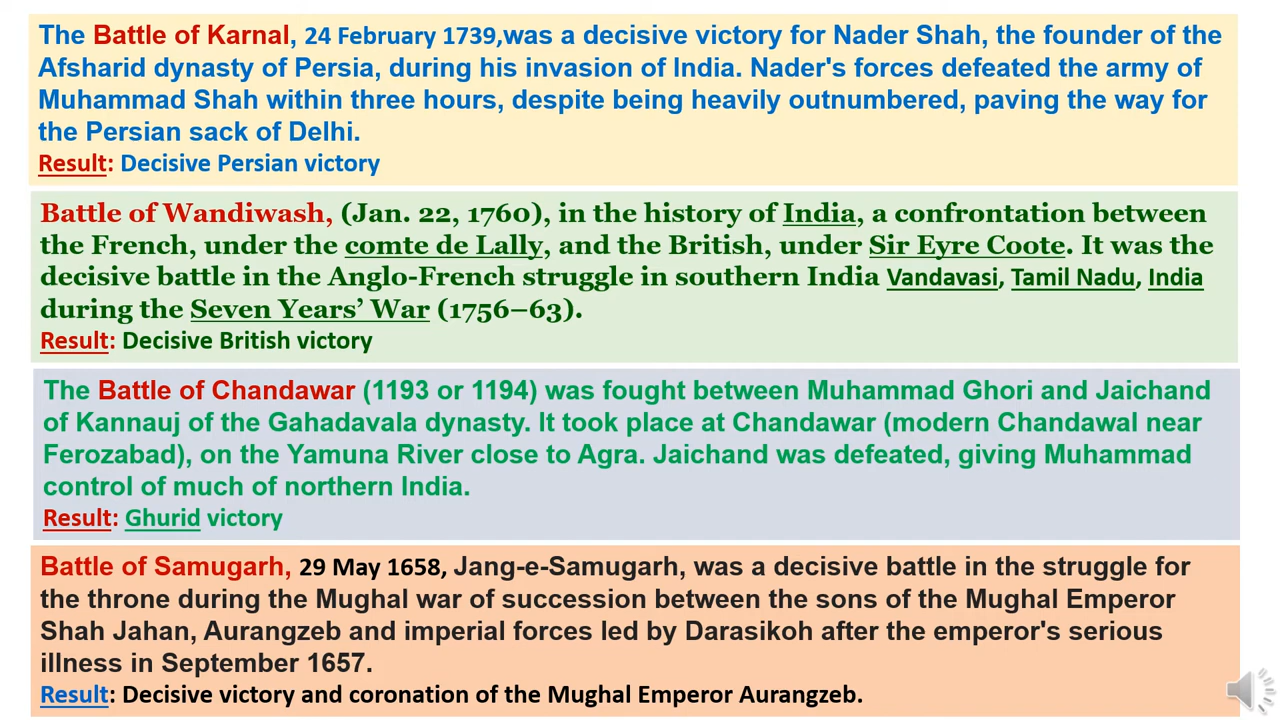 The Battle of Karnal, 24 February 1739,was a decisive victory for Nader Shah, the founder of the
Afsharid dynasty of Persia, during his invasion of India. Nader's forces defeated the army of
Muhammad Shah within three hours, despite being heavily outnumbered, paving the way for
the Persian sack of Delhi.
Result: Decisive Persian victory
Battle of Wandiwash, (Jan. 22, 1760), in the history of India, a confrontation between
the French, under the comte de Lally, and the British, under Sir Eyre Coote. It was the
decisive battle in the Anglo-French struggle in southern India Vandavasi, Tamil Nadu, India
during the Seven Years’ War (1756–63).
Result: Decisive British victory
The Battle of Chandawar (1193 or 1194) was fought between Muhammad Ghori and Jaichand
of Kannauj of the Gahadavala dynasty. It took place at Chandawar (modern Chandawal near
Ferozabad), on the Yamuna River close to Agra. Jaichand was defeated, giving Muhammad
control of much of northern India.
Result: Ghurid victory
Battle of Samugarh, 29 May 1658, Jang-e-Samugarh, was a decisive battle in the struggle for
the throne during the Mughal war of succession between the sons of the Mughal Emperor
Shah Jahan, Aurangzeb and imperial forces led by Darasikoh after the emperor's serious
illness in September 1657.
Result: Decisive victory and coronation of the Mughal Emperor Aurangzeb.